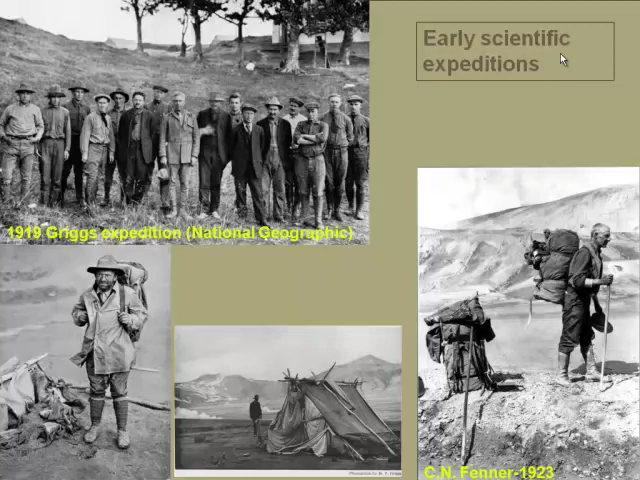 Early scientific
expeditions
1919 Griggs expedition (National Geographic)
C.N. Fenner-1923